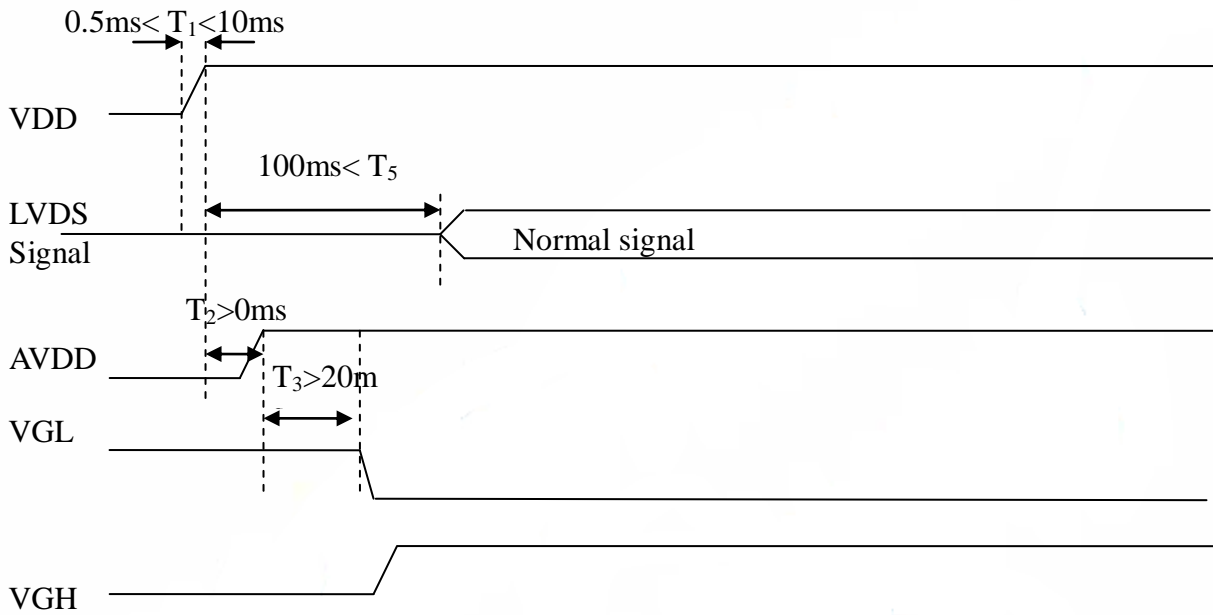 0.5ms< T₁<10ms
VDD
100ms< T₅
LVDS
Signal
Normal signal
T₂>0ms
AVDD
T₃>20m
VGL
VGH